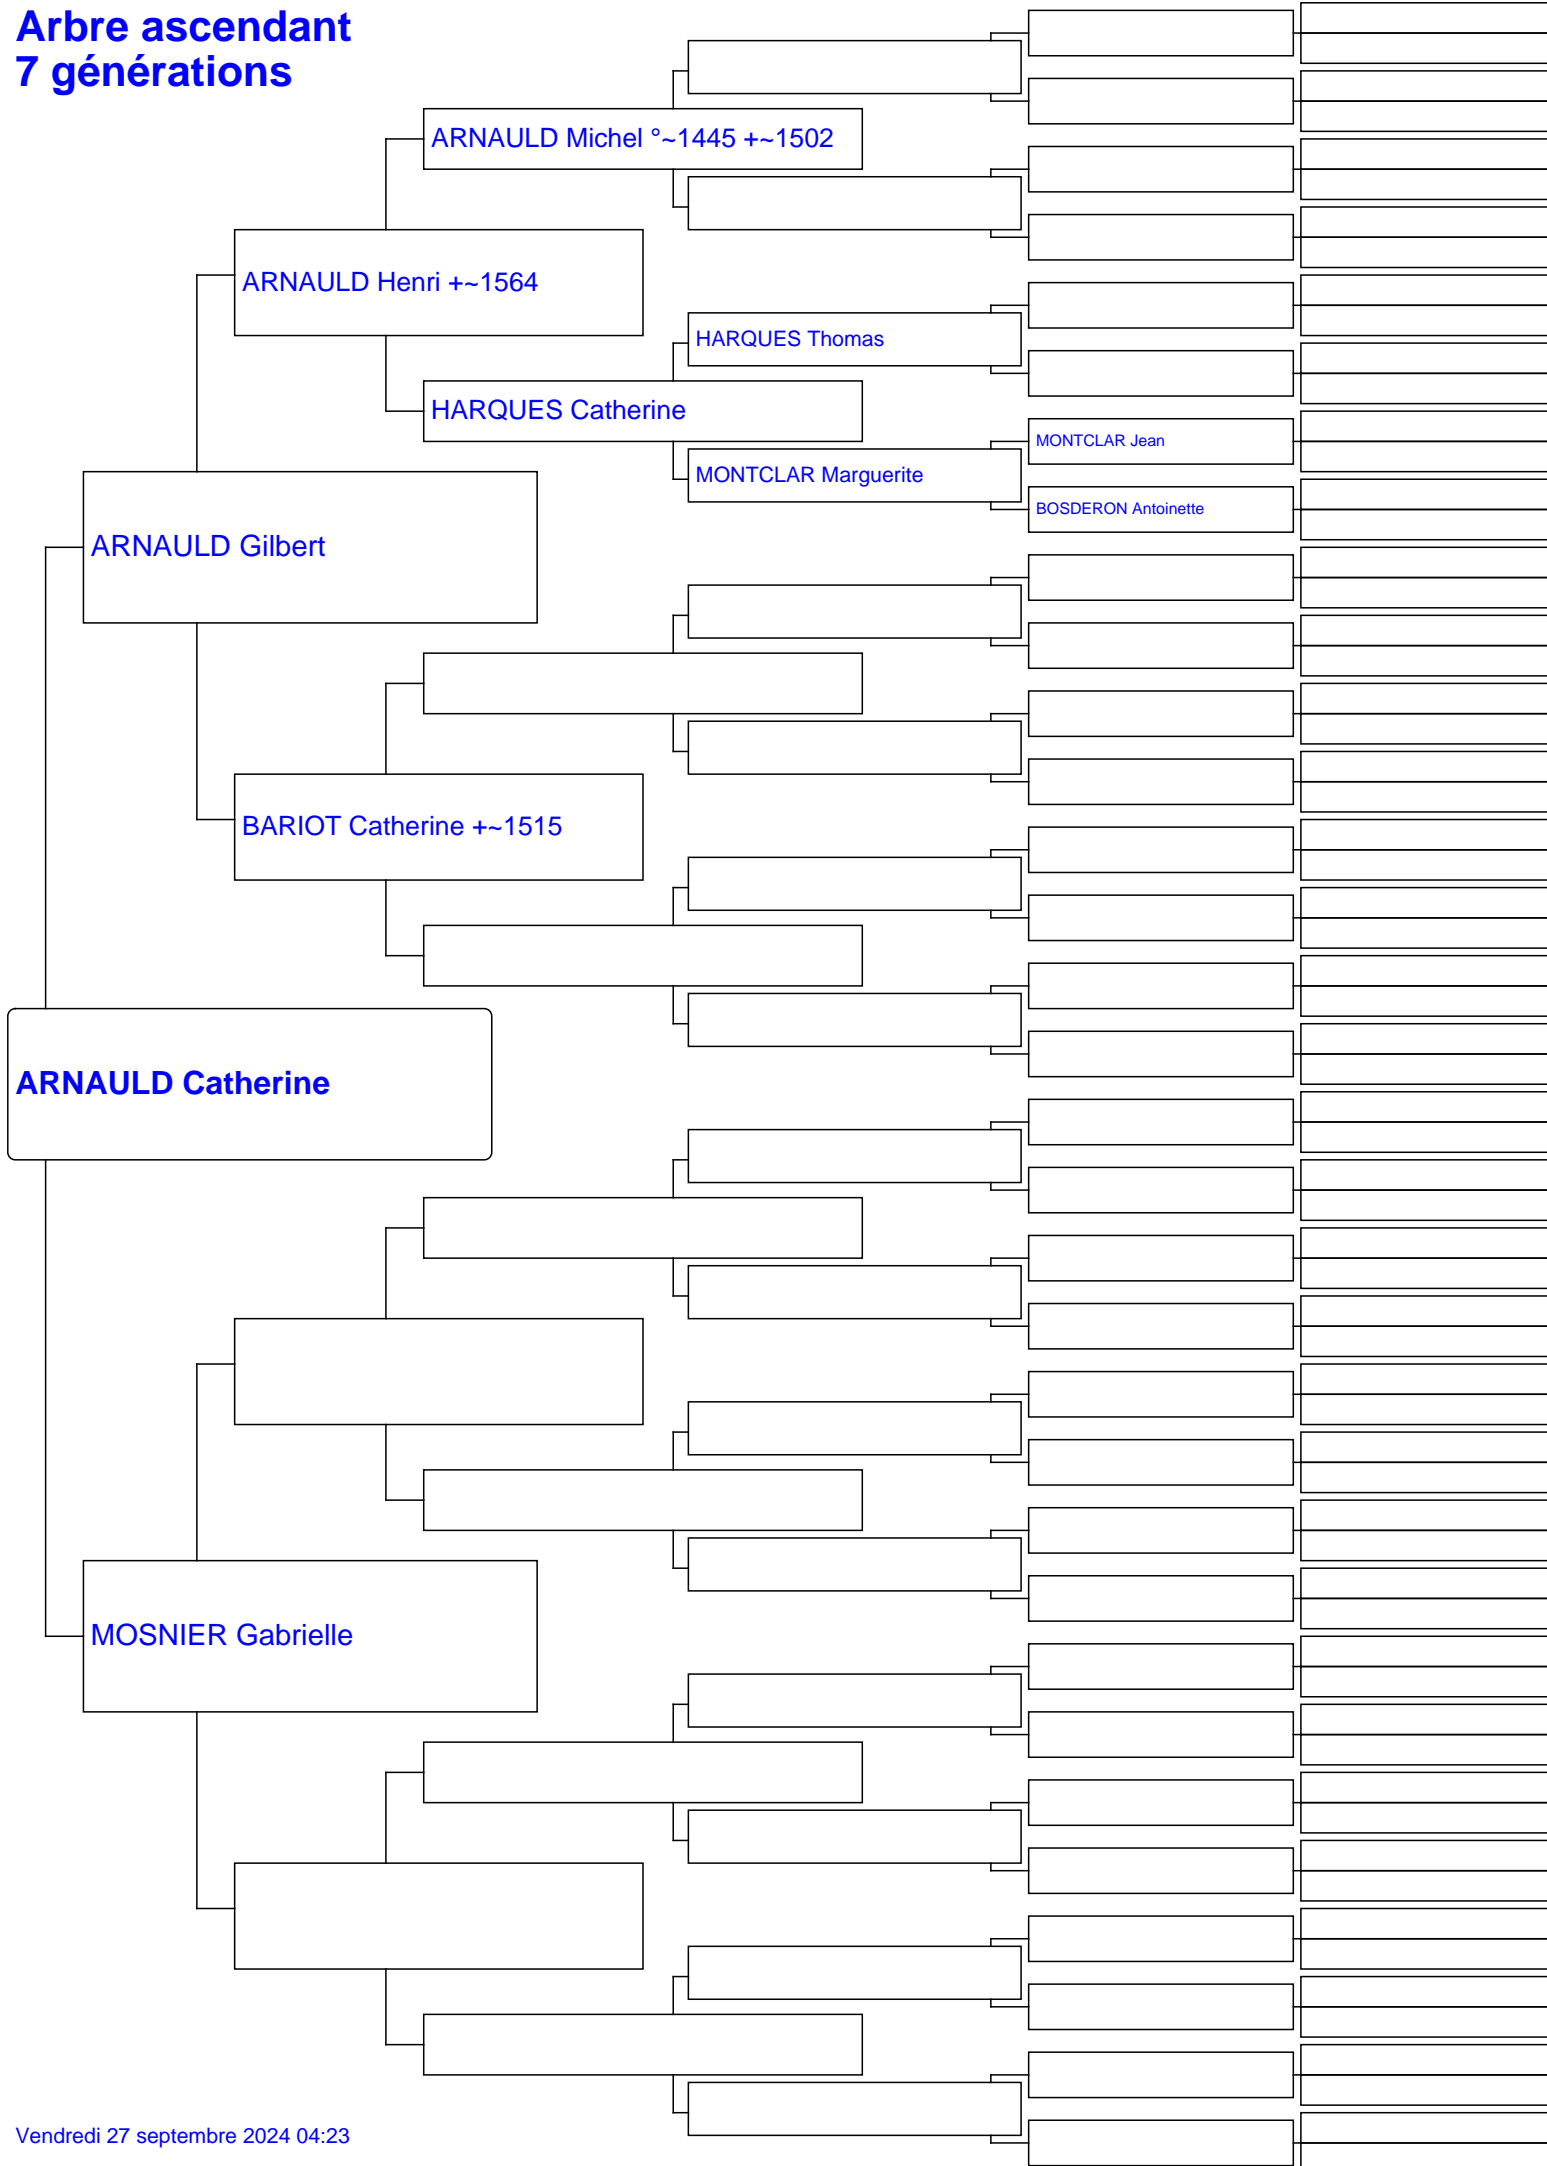 Arbre ascendant
7 générations
ARNAULD Michel °~1445 +~1502
ARNAULD Henri +~1564
HARQUES Thomas
HARQUES Catherine
MONTCLAR Jean
MONTCLAR Marguerite
BOSDERON Antoinette
ARNAULD Gilbert
BARIOT Catherine +~1515
ARNAULD Catherine
MOSNIER Gabrielle
Vendredi 27 septembre 2024 04:23